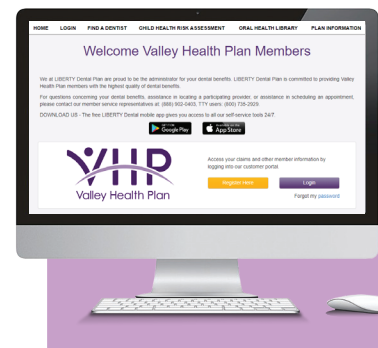 HOME LOGIN FIND A DENTIST CHILD HEALTH RISK ASSESSMENT ORAL HEALTH LIBRARY PLAN INFORMATION
Welcome Valley Health Plan Members
We at LIBERTY Dental Plan are proud to be the administrator for your dental benefits. LIBERTY Dental Plan is committed to providing Valley
Health Plan members with the highest quality of dental benefits.
For questions concerning your dental benefits, assistance in locating a participating provider, or assistance in scheduling an appointment,
please contact our member service representatives at: (888) 902-0403, TTY users: (800) 735-2929.
DOWNLOAD US - The free LIBERTY Dental mobile app gives you access to all our self-service tools 24/7.
Google Play
App Store
VHP
Valley Health Plan
Access your claims and other member information by
logging into our customer portal.
Register Here Login
Forgot my password